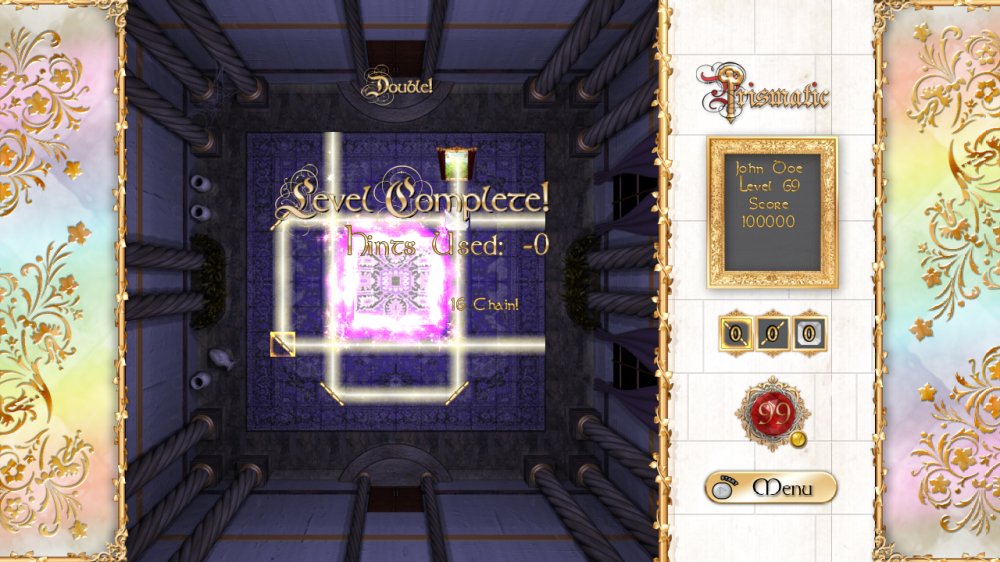 Double!
Level Complete!
Hints Used: -0
16 Chain!
Prismatic
John Doe
Level 69
Score
100000
0 0 0
99
START
Menu